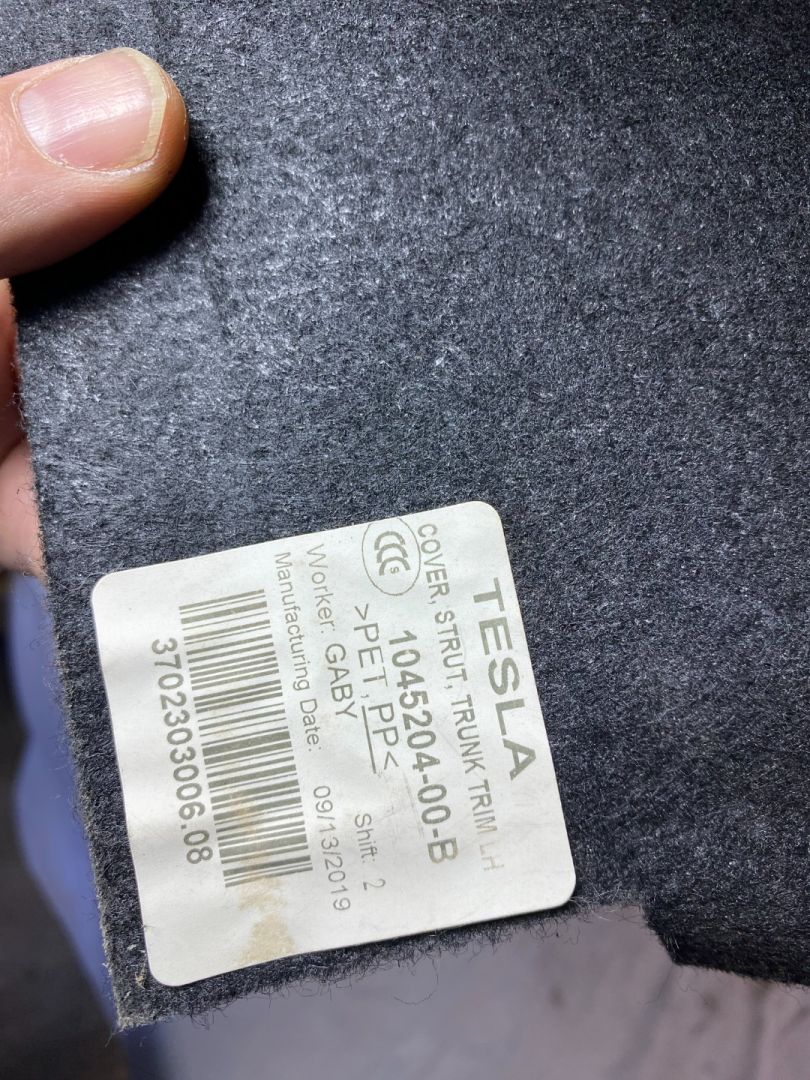 TESLA
COVER, STRUT, TRUNK TRIM LH
CCC S
1045204-00-B
>PET, PP<
Worker: GABY Shift: 2
Manufacturing Date: 09/13/2019
3702303006.08